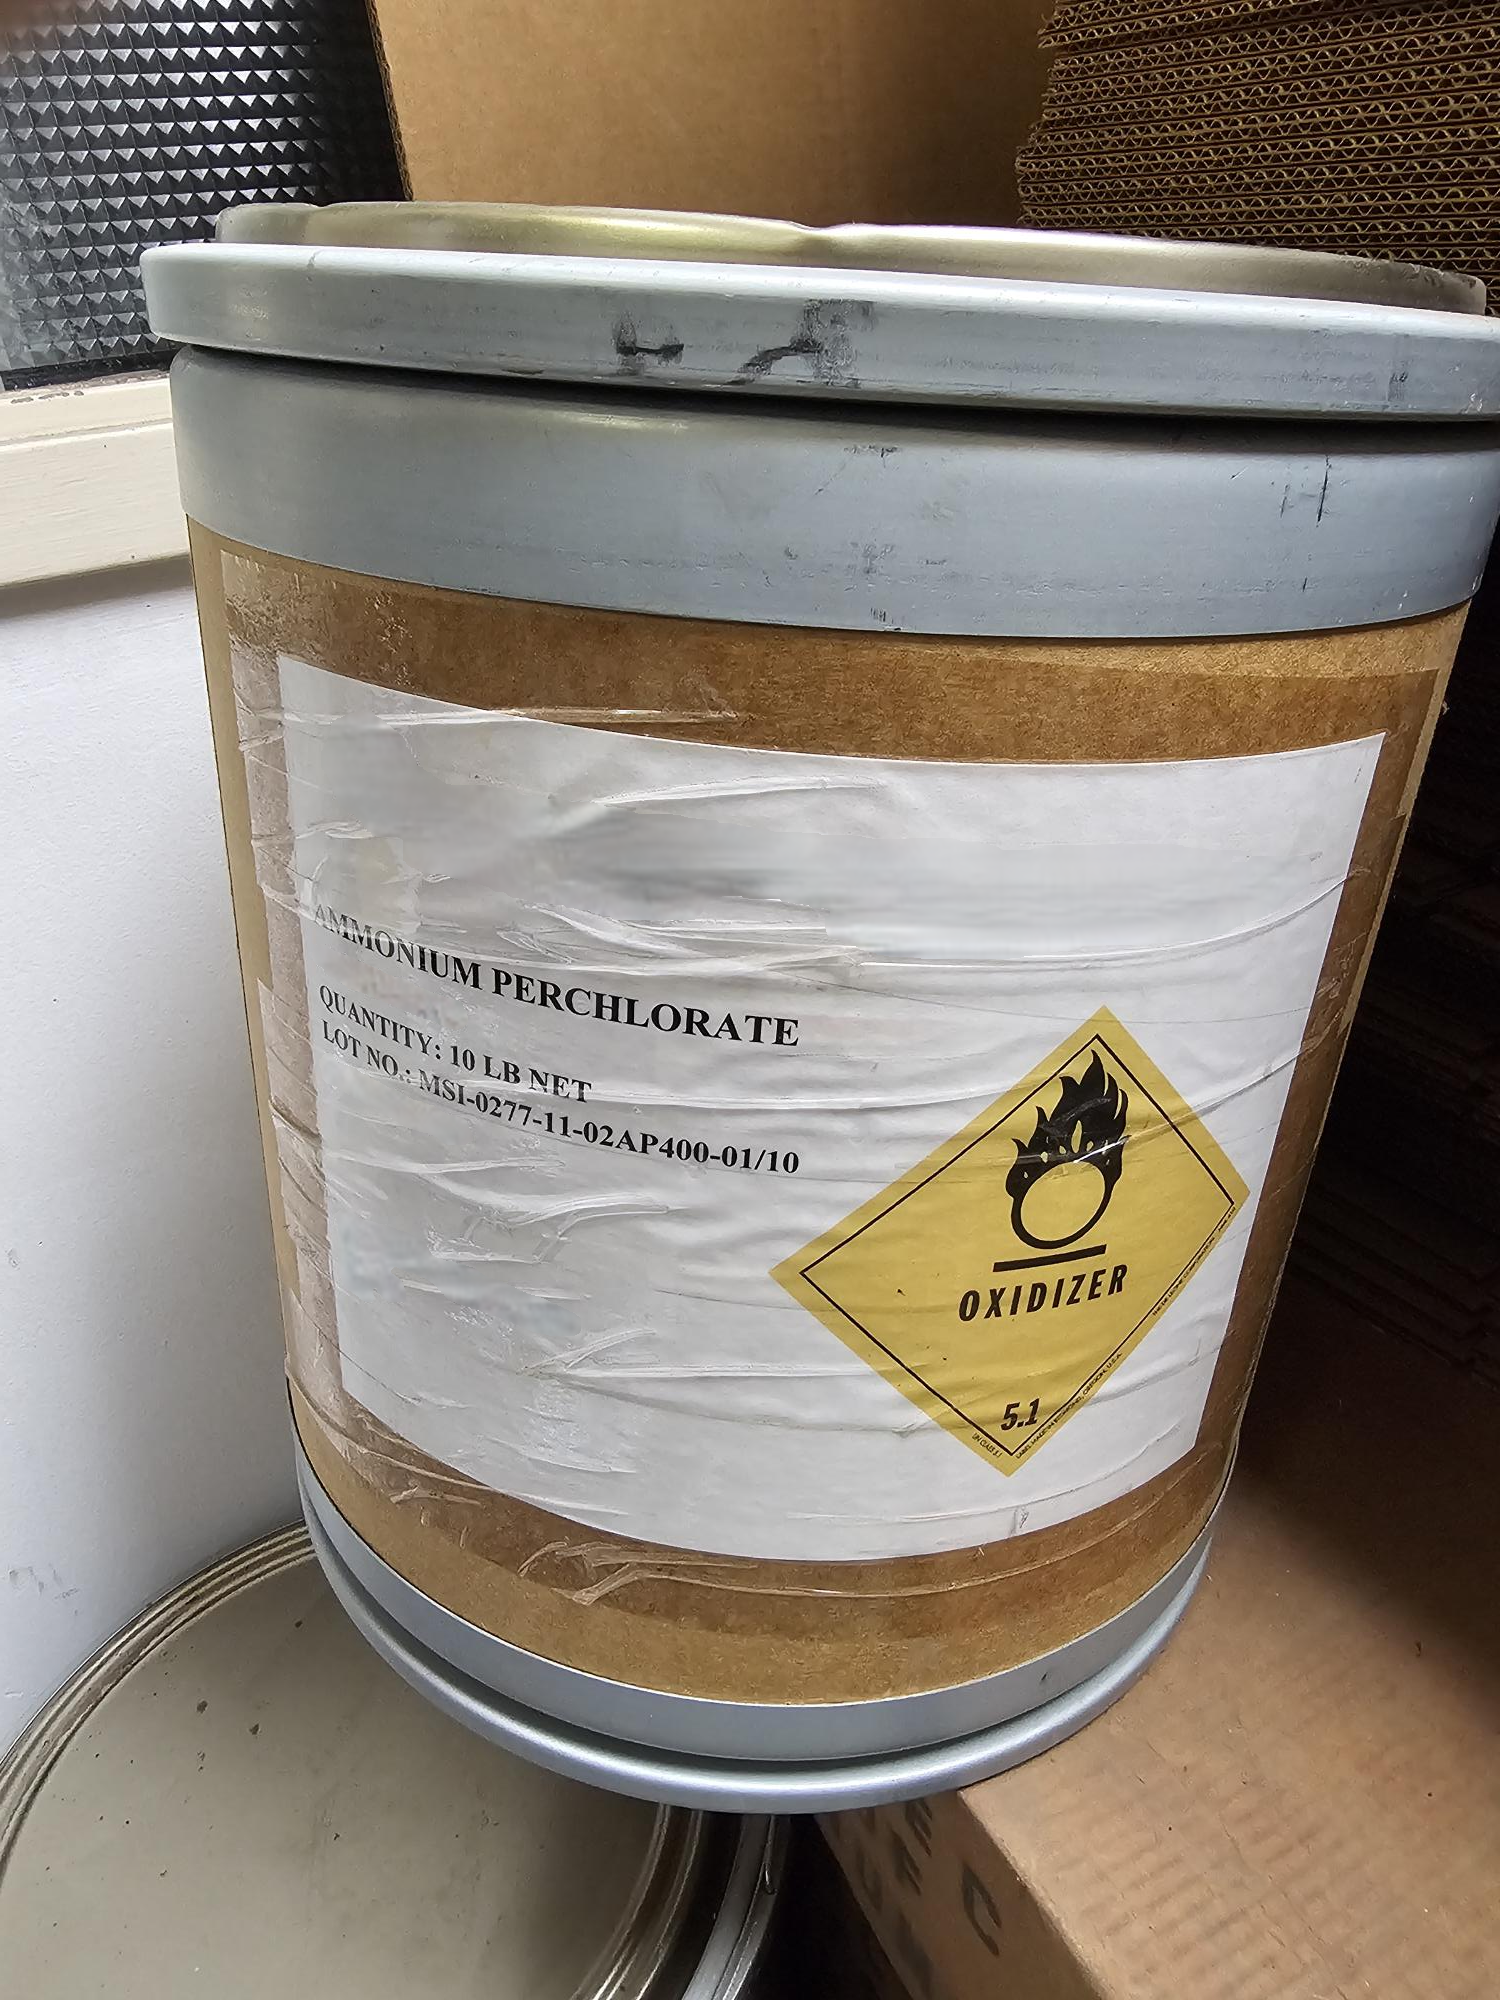 AMMONIUM PERCHLORATE
QUANTITY: 10 LB NET
LOT NO.: MSI-0277-11-02AP400-01/10
OXIDIZER
5.1